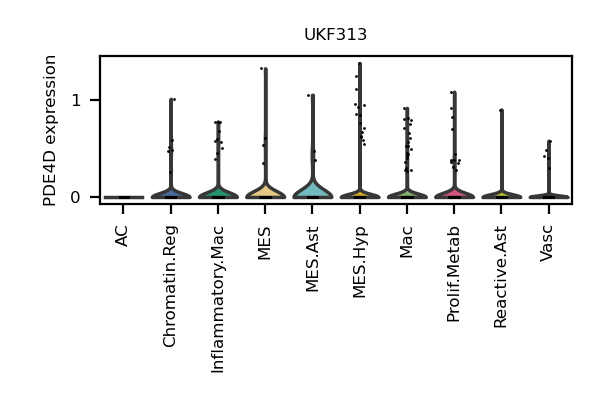 UKF313
PDE4D expression
1
0
AC
Chromatin.Reg
Inflammatory.Mac
MES
MES.Ast
MES.Hyp
Mac
Prolif.Metab
Reactive.Ast
Vasc